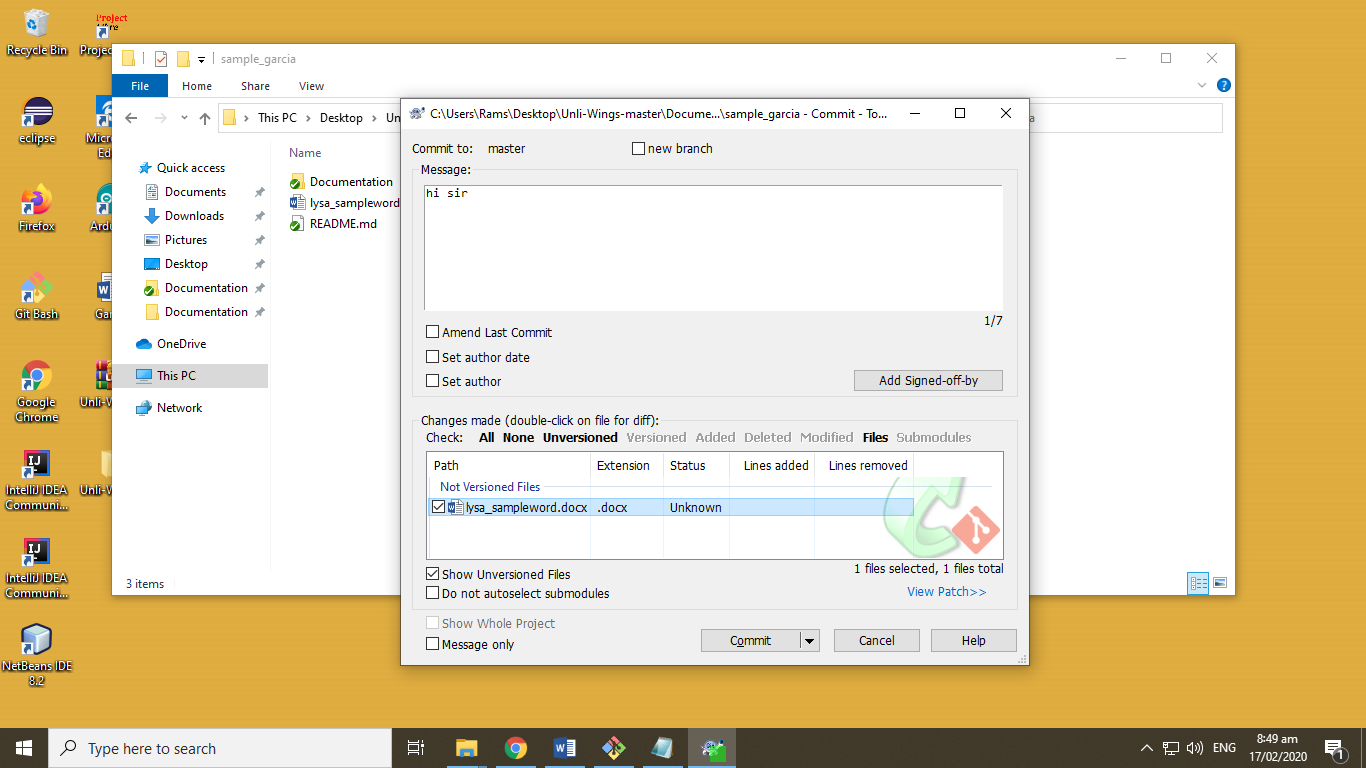 Recycle Bin
Project
eclipse
Firefox
Git Bash
Google
Chrome
IntelliJ IDEA
Communi...
IntelliJ IDEA
Communi...
NetBeans IDE
8.2
sample_garcia
File Home Share View
This PC > Desktop >
Quick access
Documents
Downloads
Pictures
Desktop
Documentation
Documentation
OneDrive
This PC
Network
Name
Documentation
lysa_sampleword
README.md
3 items
C:\Users\Rams\Desktop\Unli-Wings-master\Docume...\sample_garcia - Commit - To...
Commit to: master new branch
Message:
hi sir
1/7
Amend Last Commit
Set author date
Set author
Add Signed-off-by
Changes made (double-click on file for diff):
Check: All None Unversioned Versioned Added Deleted Modified Files Submodules
Path Extension Status Lines added Lines removed
Not Versioned Files
lysa_sampleword.docx .docx Unknown
Show Unversioned Files
1 files selected, 1 files total
Do not autoselect submodules
View Patch>>
Show Whole Project
Message only
Commit Cancel Help
Type here to search
ENG
8:49 am
17/02/2020
1